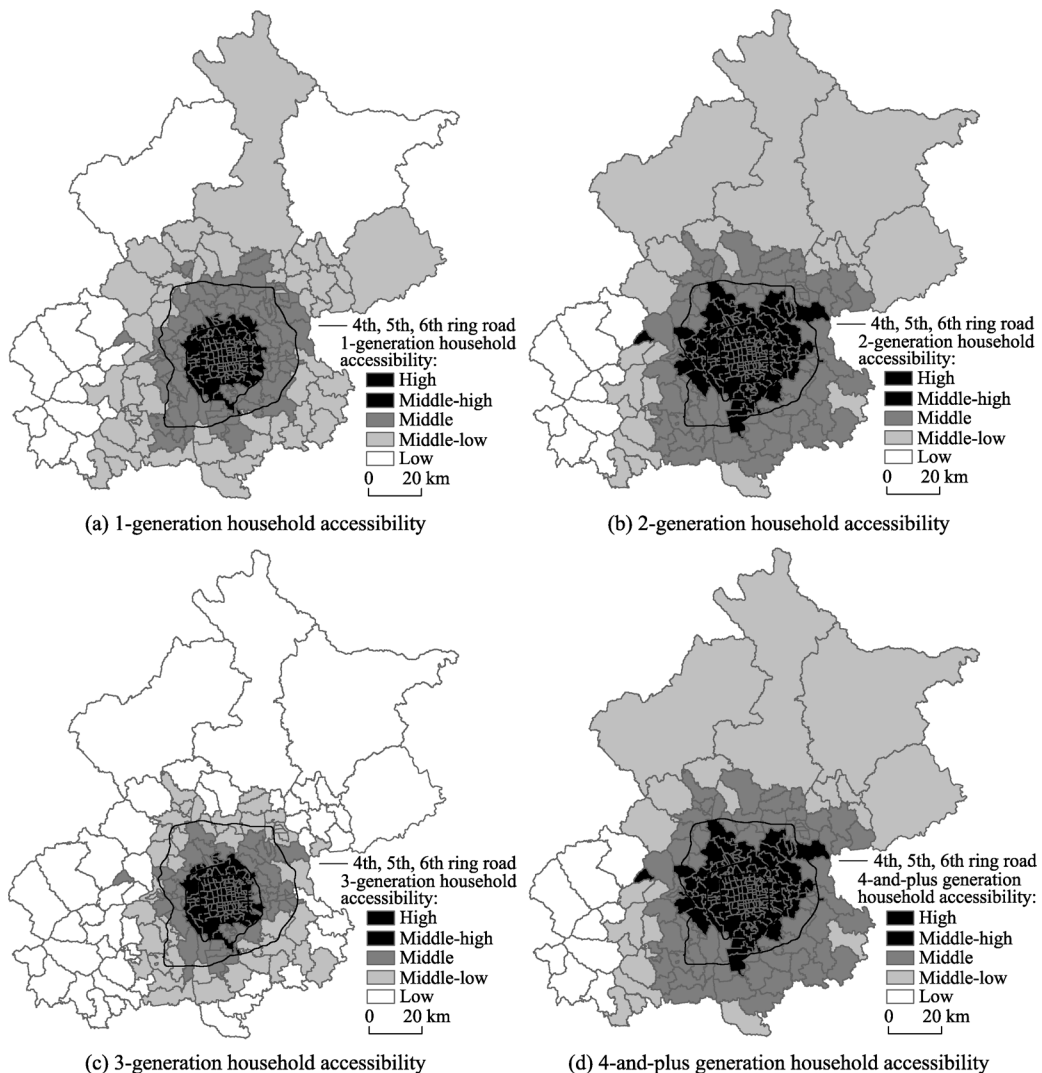 4th, 5th, 6th ring road
1-generation household
accessibility:
High
Middle-high
Middle
Middle-low
Low
0 20 km
(a) 1-generation household accessibility
4th, 5th, 6th ring road
2-generation household
accessibility:
High
Middle-high
Middle
Middle-low
Low
0 20 km
(b) 2-generation household accessibility
4th, 5th, 6th ring road
3-generation household
accessibility:
High
Middle-high
Middle
Middle-low
Low
0 20 km
(c) 3-generation household accessibility
4th, 5th, 6th ring road
4-and-plus generation
household accessibility:
High
Middle-high
Middle
Middle-low
Low
0 20 km
(d) 4-and-plus generation household accessibility